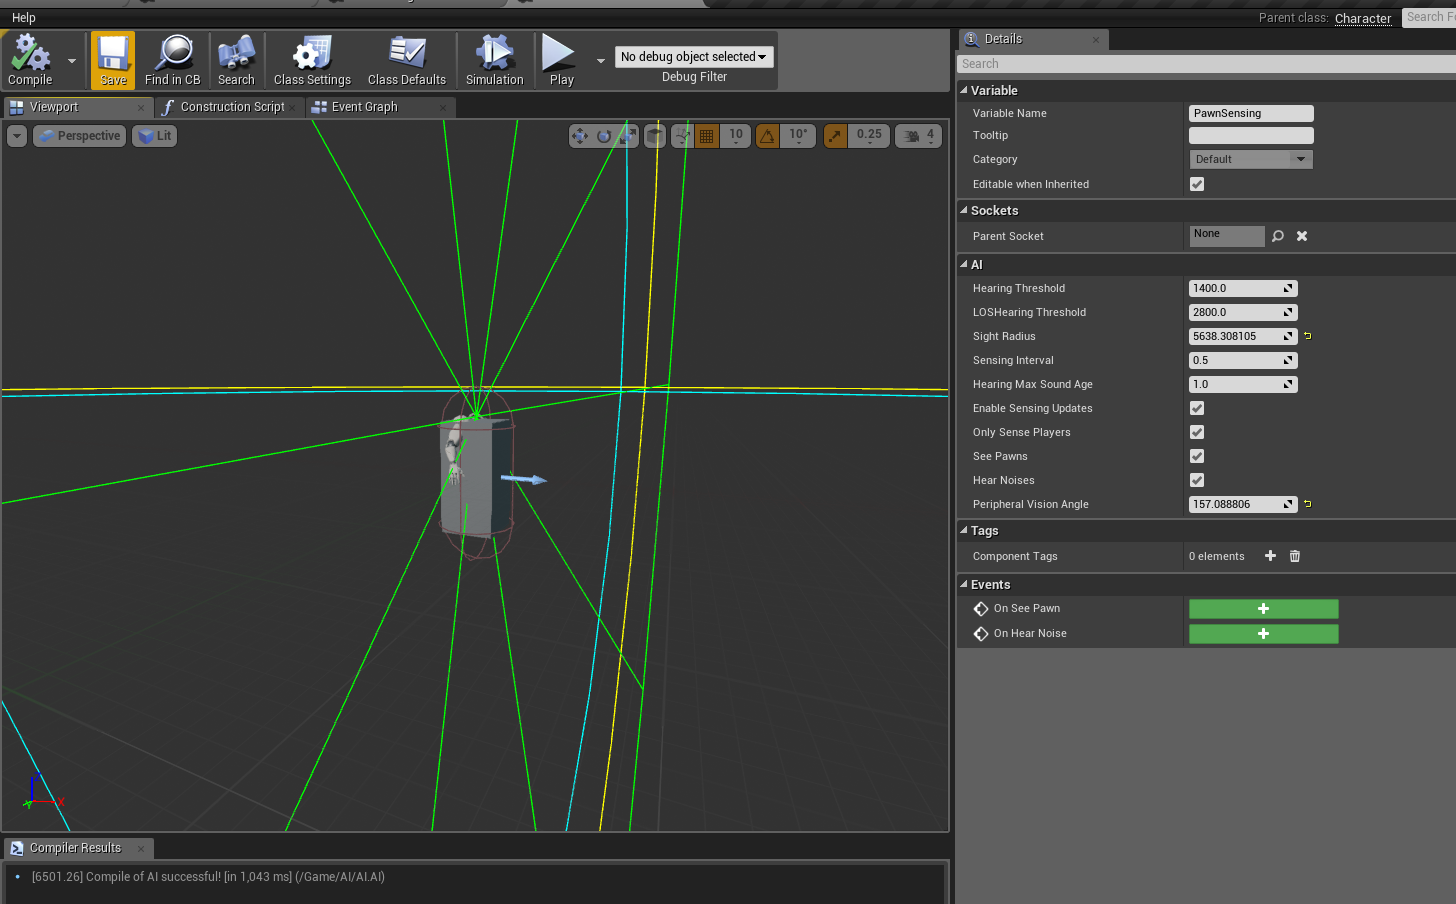 Help
Parent class: Character
Search
Compile
Save
Find in CB
Search
Class Settings
Class Defaults
Simulation
Play
No debug object selected
Debug Filter
Viewport
Construction Script
Event Graph
Perspective
Lit
10
10°
0.25
4
X
Compiler Results
[6501.26] Compile of AI successful! [in 1,043 ms] (/Game/AI/AI.AI)
Details
Search
Variable
Variable Name PawnSensing
Tooltip
Category Default
Editable when Inherited
Sockets
Parent Socket None
AI
Hearing Threshold 1400.0
LOSHearing Threshold 2800.0
Sight Radius 5638.308105
Sensing Interval 0.5
Hearing Max Sound Age 1.0
Enable Sensing Updates
Only Sense Players
See Pawns
Hear Noises
Peripheral Vision Angle 157.088806
Tags
Component Tags 0 elements
Events
On See Pawn
On Hear Noise